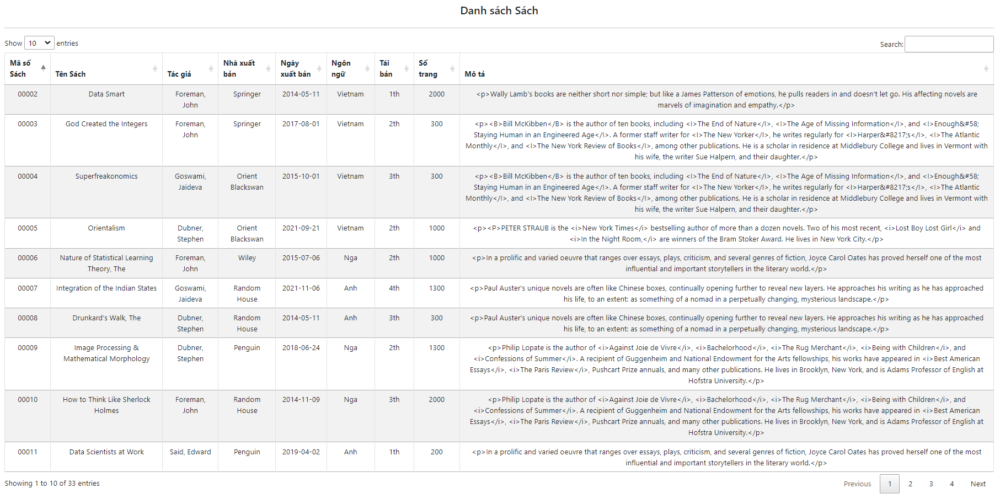 Danh sách Sách
Show 10 entries
Search:
Mã số Sách Tên Sách Tác giả Nhà xuất bản Ngày xuất bản Ngôn ngữ Tái bản Số trang Mô tả
00002 Data Smart Foreman, John Springer 2014-05-11 Vietnam 1th 2000 <p>Wally Lamb's books are neither short nor simple; but like a James Patterson of emotions, he pulls readers in and doesn't let go. His affecting novels are
marvels of imagination and empathy.</p>
00003 God Created the Integers Foreman, John Springer 2017-08-01 Vietnam 2th 300 <p><B>Bill McKibben</B> is the author of ten books, including <I>The End of Nature</I>, <I>The Age of Missing Information</I>, and <I>Enough&#58;
Staying Human in an Engineered Age</I>. A former staff writer for <I>The New Yorker</I>, he writes regularly for <I>Harper&#8217;s</I>, <I>The Atlantic
Monthly</I>, and <I>The New York Review of Books</I>, among other publications. He is a scholar in residence at Middlebury College and lives in Vermont with
his wife, the writer Sue Halpern, and their daughter.</p>
00004 Superfreakonomics Goswami, Jaideva Orient Blackswan 2015-10-01 Vietnam 3th 300 <p><B>Bill McKibben</B> is the author of ten books, including <I>The End of Nature</I>, <I>The Age of Missing Information</I>, and <I>Enough&#58;
Staying Human in an Engineered Age</I>. A former staff writer for <I>The New Yorker</I>, he writes regularly for <I>Harper&#8217;s</I>, <I>The Atlantic
Monthly</I>, and <I>The New York Review of Books</I>, among other publications. He is a scholar in residence at Middlebury College and lives in Vermont with
his wife, the writer Sue Halpern, and their daughter.</p>
00005 Orientalism Dubner, Stephen Orient Blackswan 2021-09-21 Vietnam 2th 1000 <p><P>PETER STRAUB is the <i>New York Times</i> bestselling author of more than a dozen novels. Two of his most recent, <i>Lost Boy Lost Girl</i> and
<i>In the Night Room,</i> are winners of the Bram Stoker Award. He lives in New York City.</p>
00006 Nature of Statistical Learning Theory, The Foreman, John Wiley 2015-07-06 Nga 2th 1000 <p>In a prolific and varied oeuvre that ranges over essays, plays, criticism, and several genres of fiction, Joyce Carol Oates has proved herself one of the most
influential and important storytellers in the literary world.</p>
00007 Integration of the Indian States Goswami, Jaideva Random House 2021-11-06 Anh 4th 1300 <p>Paul Auster's unique novels are often like Chinese boxes, continually opening further to reveal new layers. He approaches his writing as he has approached
his life, to an extent: as something of a nomad in a perpetually changing, mysterious landscape.</p>
00008 Drunkard's Walk, The Dubner, Stephen Random House 2014-05-11 Anh 3th 300 <p>Paul Auster's unique novels are often like Chinese boxes, continually opening further to reveal new layers. He approaches his writing as he has approached
his life, to an extent: as something of a nomad in a perpetually changing, mysterious landscape.</p>
00009 Image Processing & Mathematical Morphology Dubner, Stephen Penguin 2018-06-24 Nga 2th 1300 <p>Philip Lopate is the author of <i>Against Joie de Vivre</i>, <i>Bachelorhood</i>, <i>The Rug Merchant</i>, <i>Being with Children</i>, and
<i>Confessions of Summer</i>. A recipient of Guggenheim and National Endowment for the Arts fellowships, his works have appeared in <i>Best American
Essays</i>, <i>The Paris Review</i>, Pushcart Prize annuals, and many other publications. He lives in Brooklyn, New York, and is Adams Professor of English at
Hofstra University.</p>
00010 How to Think Like Sherlock Holmes Foreman, John Random House 2014-11-09 Nga 3th 2000 <p>Philip Lopate is the author of <i>Against Joie de Vivre</i>, <i>Bachelorhood</i>, <i>The Rug Merchant</i>, <i>Being with Children</i>, and
<i>Confessions of Summer</i>. A recipient of Guggenheim and National Endowment for the Arts fellowships, his works have appeared in <i>Best American
Essays</i>, <i>The Paris Review</i>, Pushcart Prize annuals, and many other publications. He lives in Brooklyn, New York, and is Adams Professor of English at
Hofstra University.</p>
00011 Data Scientists at Work Said, Edward Penguin 2019-04-02 Anh 1th 200 <p>In a prolific and varied oeuvre that ranges over essays, plays, criticism, and several genres of fiction, Joyce Carol Oates has proved herself one of the most
influential and important storytellers in the literary world.</p>
Showing 1 to 10 of 33 entries
Previous 1 2 3 4 Next